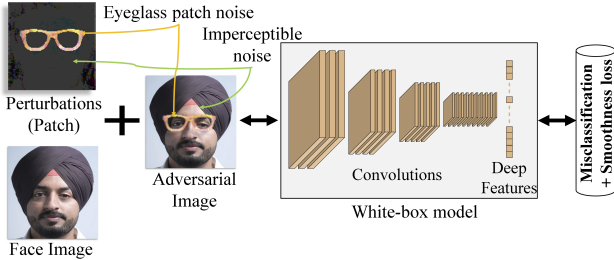 Eyeglass patch noise
Imperceptible
noise
Perturbations
(Patch)
Adversarial
Image
Face Image
Convolutions
Deep
Features
White-box model
Misclassification
+ Smoothness loss